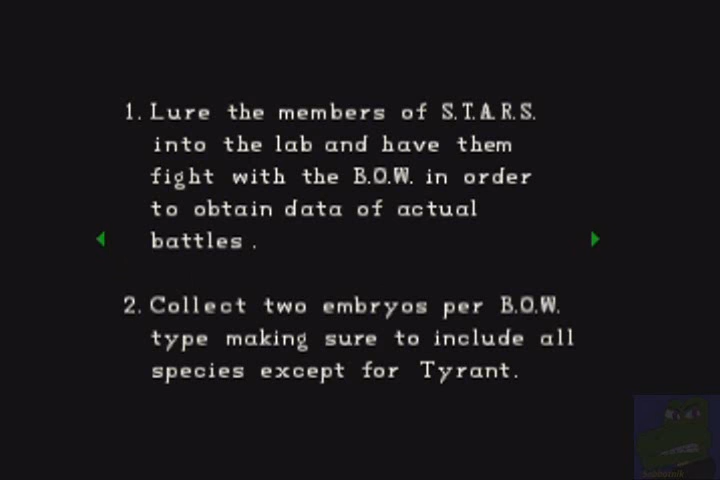 1. Lure the members of S.T.A.R.S.
into the lab and have them
fight with the B.O.W. in order
to obtain data of actual
battles.
2. Collect two embryos per B.O.W.
type making sure to include all
species except for Tyrant.